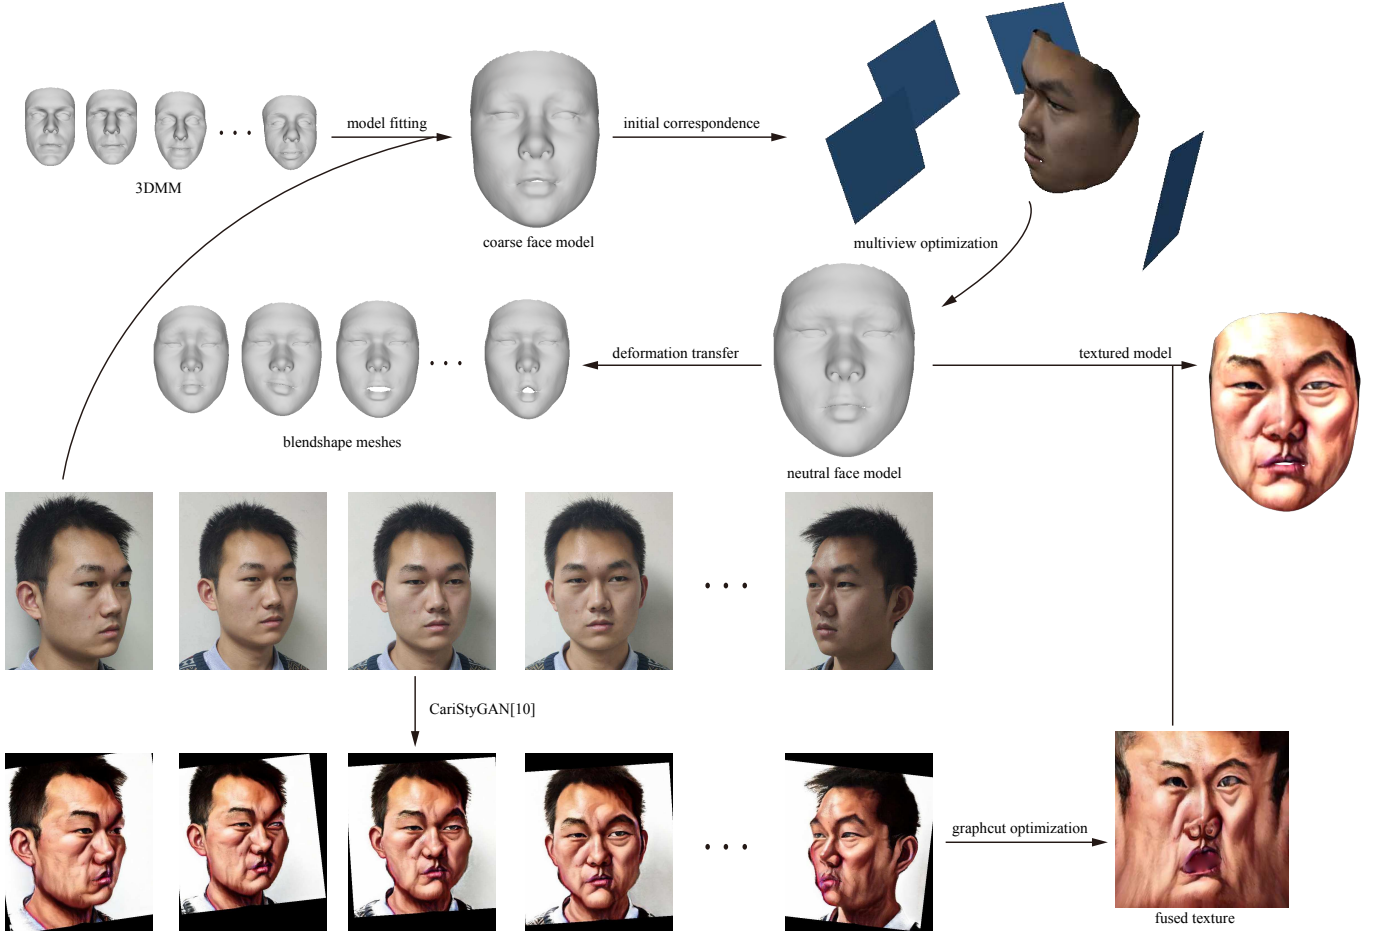 model fitting
initial correspondence
3DMM
coarse face model
multiview optimization
deformation transfer
textured model
blendshape meshes
neutral face model
CariStyGAN[10]
graphcut optimization
fused texture